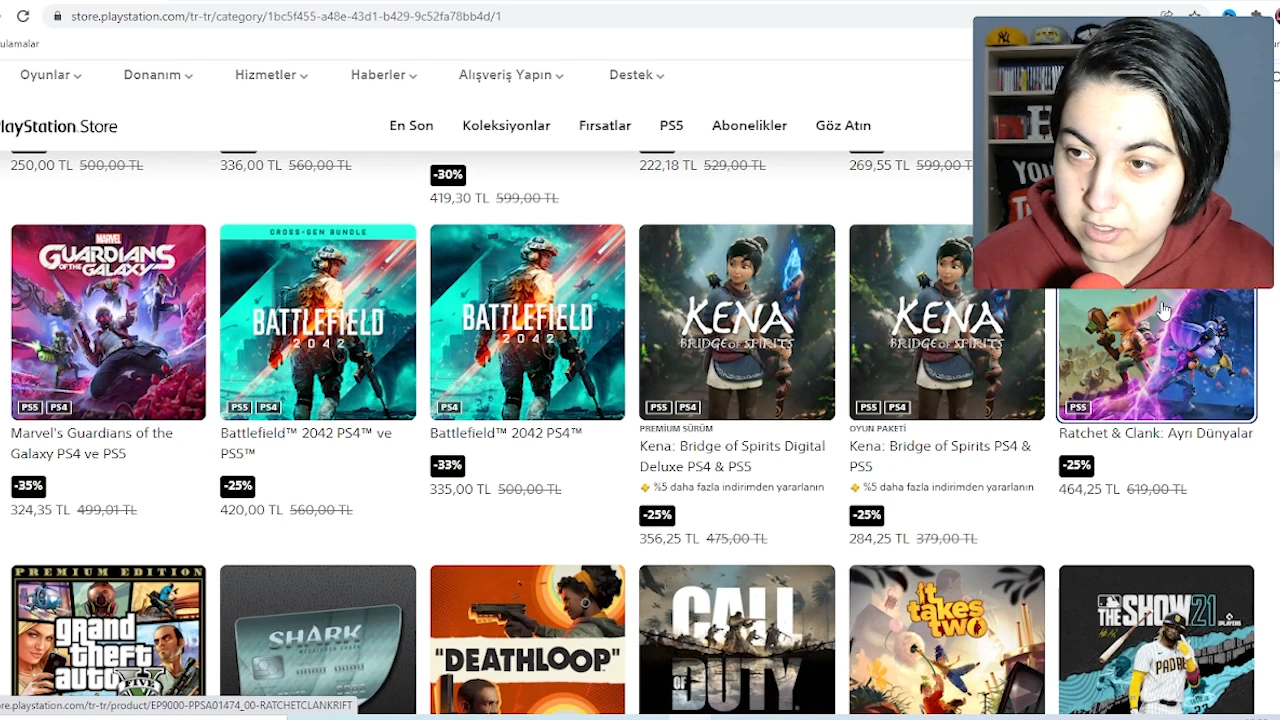 store.playstation.com/tr-tr/category/1bc5f455-a48e-43d1-b429-9c52fa78bb4d/1
ulamalar
Oyunlar Donanım Hizmetler Haberler Alışveriş Yapın Destek
PlayStation Store
En Son Koleksiyonlar Fırsatlar PS5 Abonelikler Göz Atın
250,00 TL 500,00 TL
336,00 TL 560,00 TL
-30%
419,30 TL 599,00 TL
222,18 TL 529,00 TL
269,55 TL 599,00 T
MARVEL
GUARDIANS
OF THE GALAXY
PS5 PS4
Marvel's Guardians of the
Galaxy PS4 ve PS5
-35%
324,35 TL 499,01 TL
CROSS-GEN BUNDLE
BATTLEFIELD
2042
PS5 PS4
Battlefield™ 2042 PS4™ ve
PS5™
-25%
420,00 TL 560,00 TL
BATTLEFIELD
2042
PS4
Battlefield™ 2042 PS4™
-33%
335,00 TL 500,00 TL
KENA
BRIDGE OF SPIRITS
PS5 PS4
PREMİUM SÜRÜM
Kena: Bridge of Spirits Digital
Deluxe PS4 & PS5
%5 daha fazla indirimden yararlanın
-25%
356,25 TL 475,00 TL
KENA
BRIDGE OF SPIRITS
PS5 PS4
OYUN PAKETİ
Kena: Bridge of Spirits PS4 &
PS5
%5 daha fazla indirimden yararlanın
-25%
284,25 TL 379,00 TL
PS5
Ratchet & Clank: Ayrı Dünyalar
-25%
464,25 TL 619,00 TL
PREMIUM EDITION
grand
theft
auto V
SHARK
"DEATHLOOP"
CALL
OF DUTY
it
takes
two
MLB
THE SHOW 21
PADRE
YOU
re.playstation.com/tr-tr/product/EP9000-PPSA01474_00-RATCHETCLANKRIFT